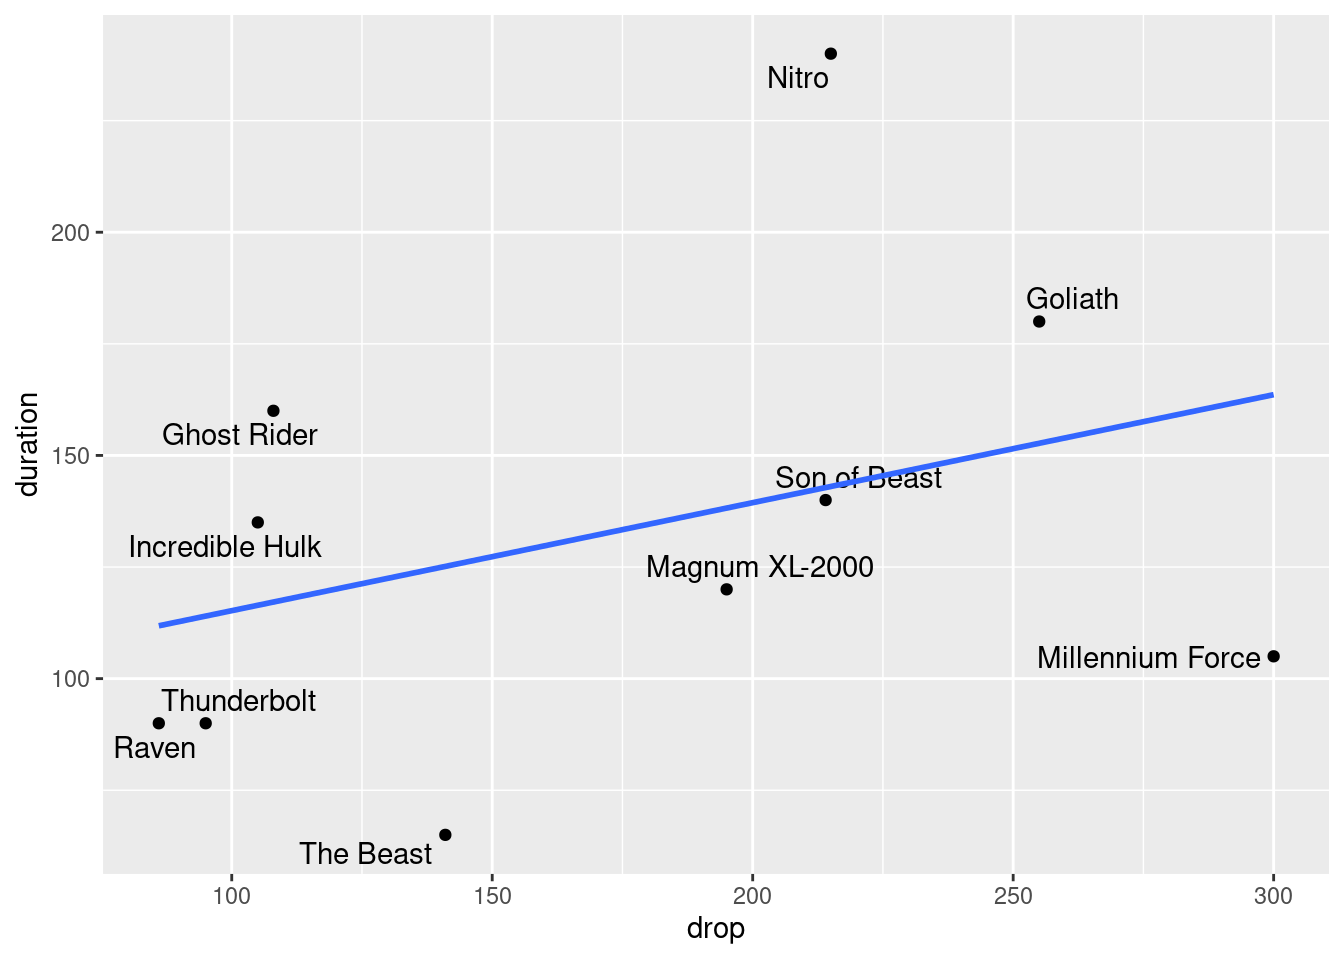 Nitro
200
Goliath
Ghost Rider
150
Son of Beast
duration
Incredible Hulk
Magnum XL-2000
Millennium Force
100
Thunderbolt
Raven
The Beast
100
150
200
250
300
drop